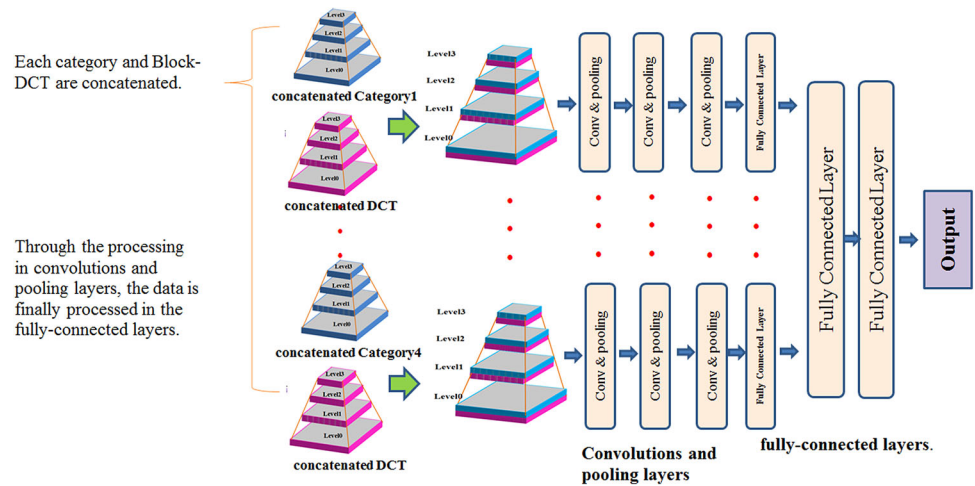 Each category and Block-
DCT are concatenated.
Through the processing
in convolutions and
pooling layers, the data is
finally processed in the
fully-connected layers.
Level3
Level2
Level1
Level0
concatenated Category1
Level3
Level2
Level1
Level0
concatenated DCT
Level3
Level2
Level1
Level0
concatenated Category4
Level3
Level2
Level1
Level0
concatenated DCT
Level3
Level2
Level1
Level0
Level3
Level2
Level1
Level0
Conv & pooling
Conv & pooling
Conv & pooling
Fully Connected Layer
Conv & pooling
Conv & pooling
Conv & pooling
Fully Connected Layer
Convolutions and
pooling layers
Fully Connected Layer
Fully Connected Layer
fully-connected layers.
Output